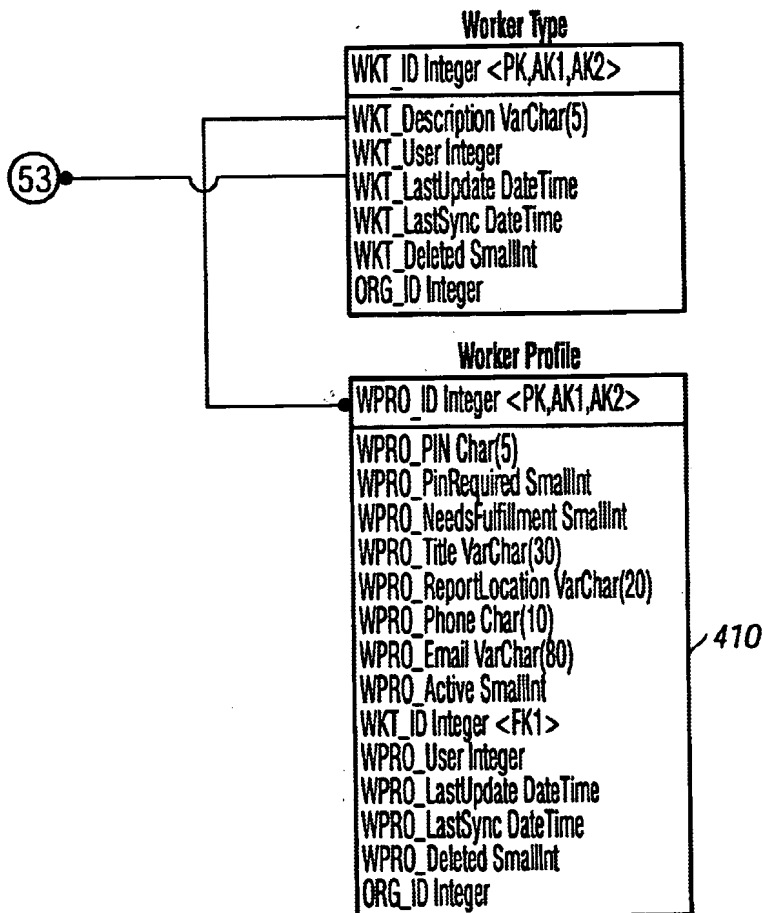 Worker Type
WKT_ID Integer <PK,AK1,AK2>
WKT_Description VarChar(5)
WKT_User Integer
53
WKT_LastUpdate DateTime
WKT_LastSync DateTime
WKT_Deleted SmallInt
ORG_ID Integer
Worker Profile
WPRO_ID Integer <PK,AK1,AK2>
WPRO_PIN Char(5)
WPRO_PinRequired SmallInt
WPRO_NeedsFulfillment SmallInt
WPRO_Title VarChar(30)
WPRO_ReportLocation VarChar(20)
WPRO_Phone Char(10)
410
WPRO_Email VarChar(80)
WPRO_Active SmallInt
WKT_ID Integer <FK1>
WPRO_User Integer
WPRO_LastUpdate DateTime
WPRO_LastSync DateTime
WPRO_Deleted SmallInt
ORG_ID Integer